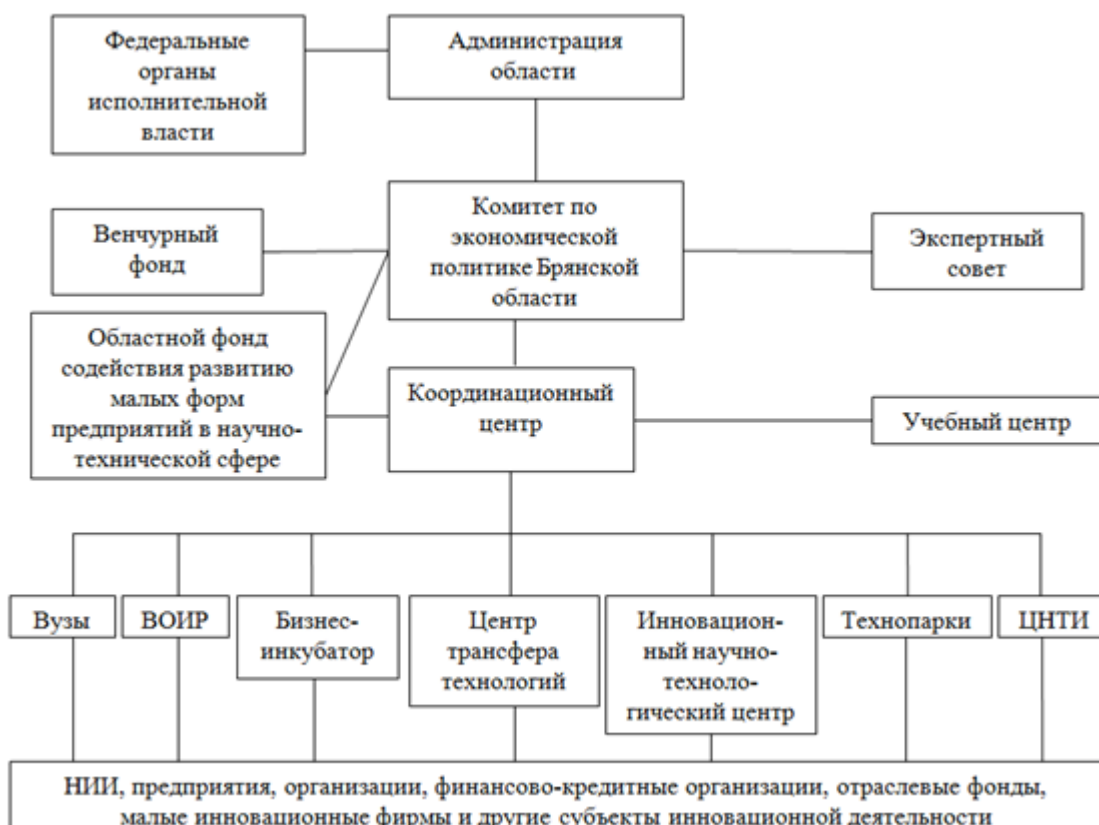 Федеральные
органы
исполнительной
власти
Администрация
области
Венчурный
фонд
Комитет по
экономической
политике Брянской
области
Экспертный
совет
Областной фонд
содействия развитию
малых форм
предприятий в научно-
технической сфере
Координационный
центр
Учебный центр
Вузы
ВОИР
Бизнес-
инкубатор
Центр
трансфера
технологий
Инновацион-
ный научно-
техноло-
гический центр
Технопарки
ЦНТИ
НИИ, предприятия, организации, финансово-кредитные организации, отраслевые фонды,
малые инновационные фирмы и другие субъекты инновационной деятельности